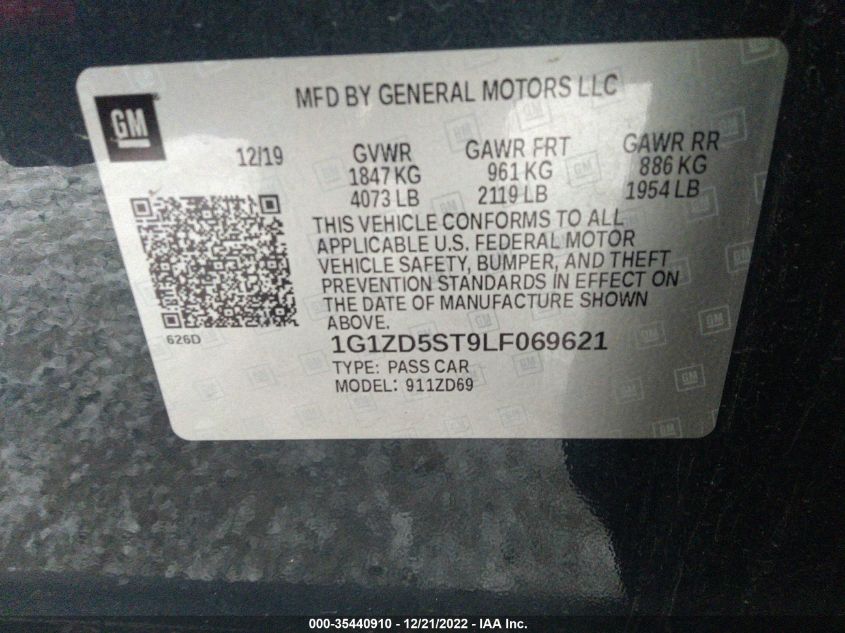 MFD BY GENERAL MOTORS LLC
GM
12/19 GVWR GAWR FRT GAWR RR
1847 KG 961 KG 886 KG
4073 LB 2119 LB 1954 LB
THIS VEHICLE CONFORMS TO ALL
APPLICABLE U.S. FEDERAL MOTOR
VEHICLE SAFETY, BUMPER, AND THEFT
PREVENTION STANDARDS IN EFFECT ON
THE DATE OF MANUFACTURE SHOWN
ABOVE.
626D
1G1ZD5ST9LF069621
TYPE: PASS CAR
MODEL: 911ZD69
000-35440910 - 12/21/2022 - IAA Inc.